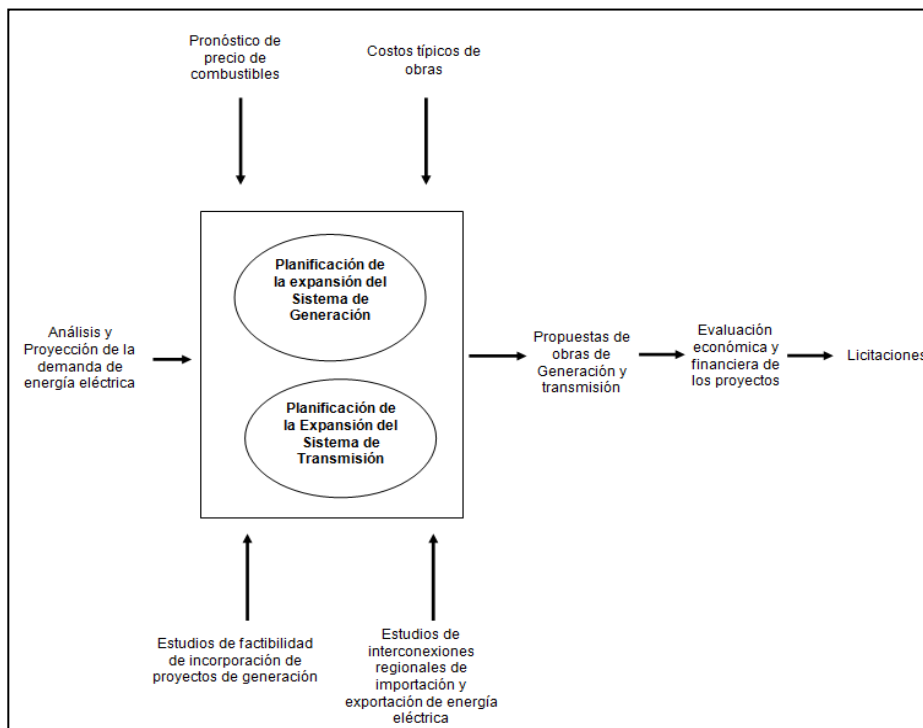 Pronóstico de
precio de
combustibles
Costos típicos de
obras
Planificación de
la expansión del
Sistema de
Generación
Análisis y
Proyección de la
demanda de
energía eléctrica
Propuestas de
obras de
Generación y
transmisión
Evaluación
económica y
financiera de
los proyectos
Licitaciones
Planificación de
la Expansión del
Sistema de
Transmisión
Estudios de factibilidad
de incorporación de
proyectos de generación
Estudios de
interconexiones
regionales de
importación y
exportación de energía
eléctrica